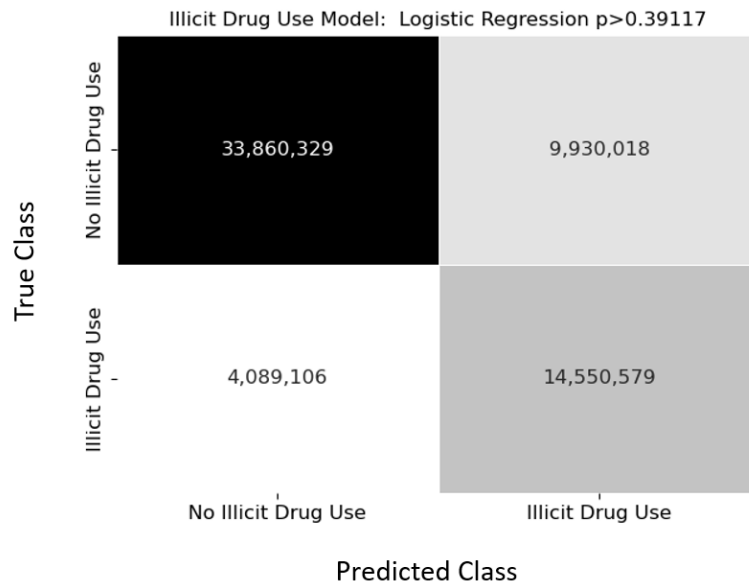 Illicit Drug Use Model:  Logistic Regression p>0.39117
True Class
No Illicit Drug Use
33,860,329
9,930,018
Illicit Drug Use
4,089,106
14,550,579
No Illicit Drug Use
Illicit Drug Use
Predicted Class